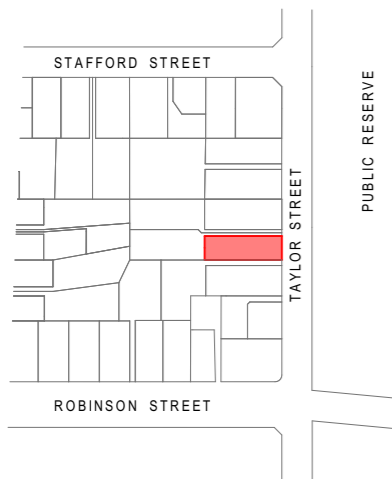 STAFFORD STREET
PUBLIC RESERVE
TAYLOR STREET
ROBINSON STREET